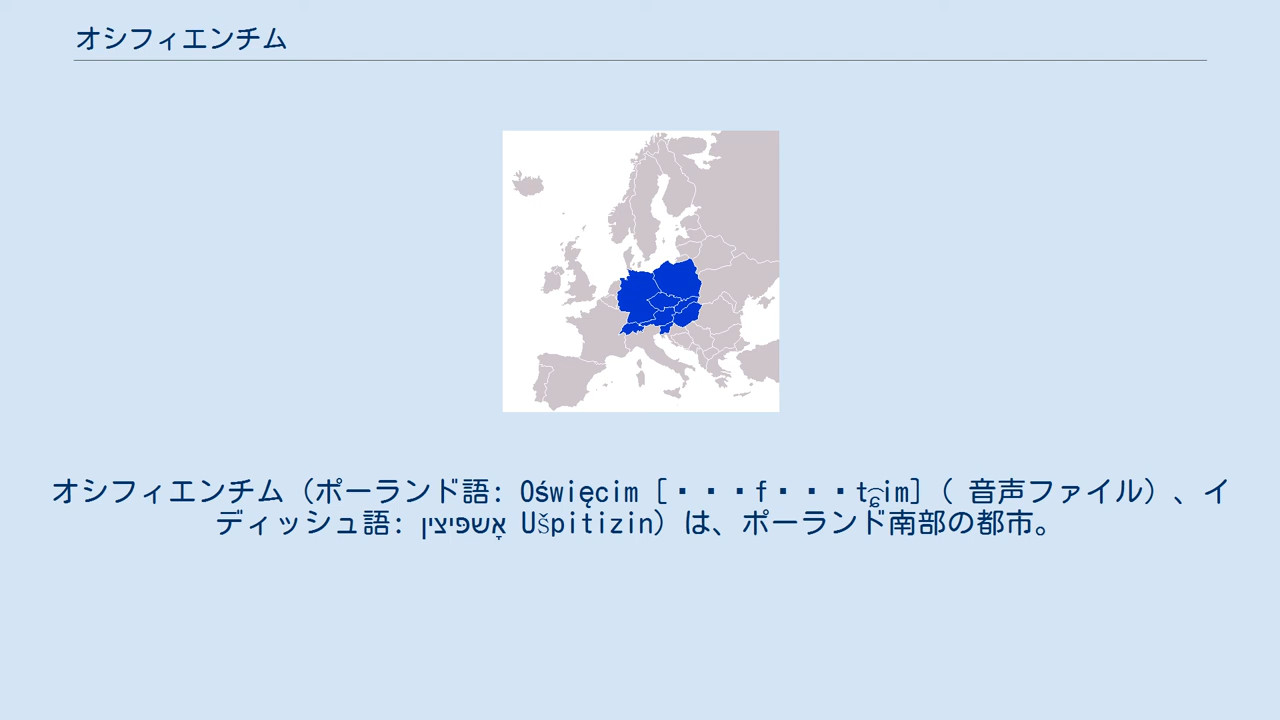 オシフィエンチム
オシフィエンチム（ポーランド語: Oświęcim [・・・f・・・t͡ɕim]（ 音声ファイル）、イ
ディッシュ語: אָשפּיצין Ušpitizin）は、ポーランド南部の都市。